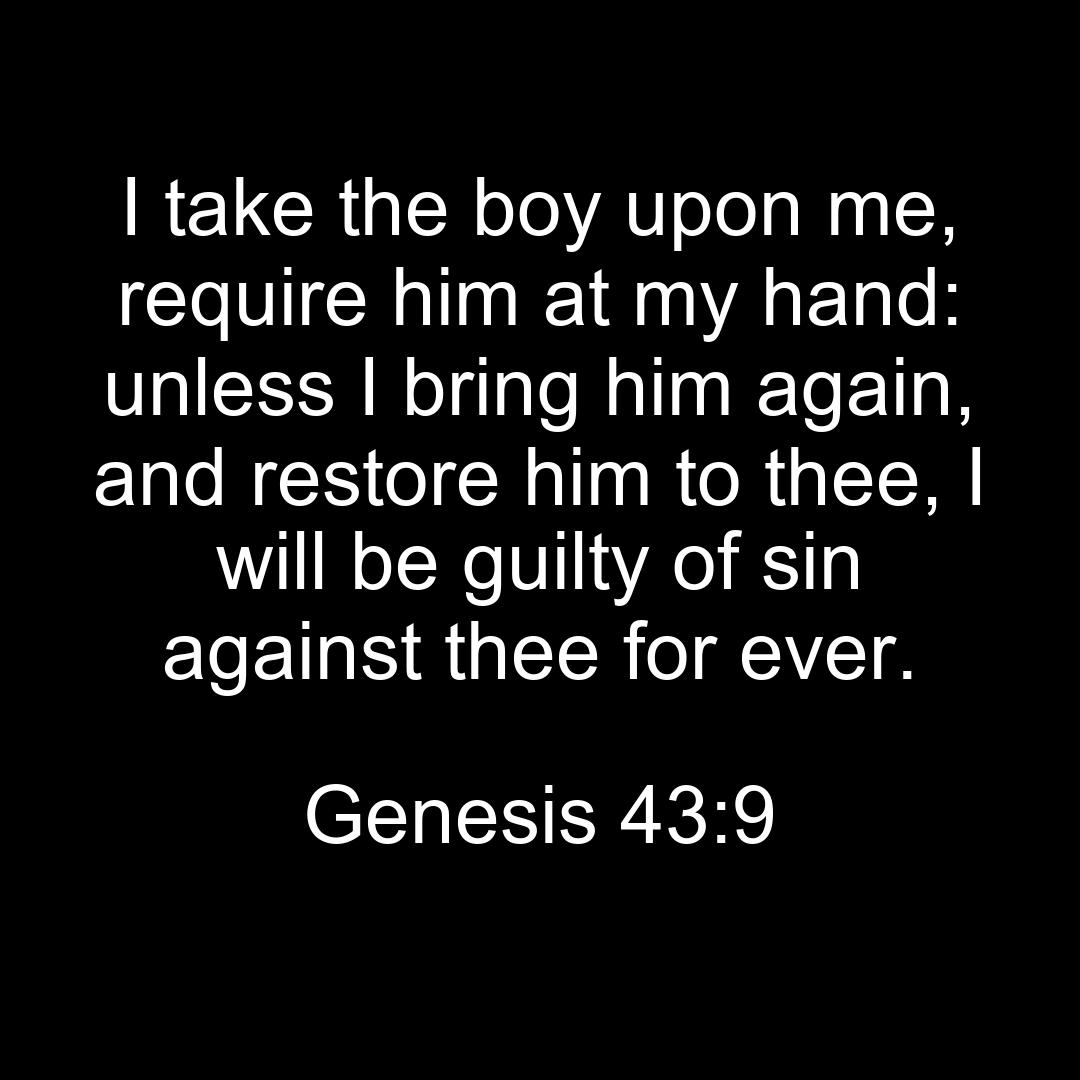 I take the boy upon me,
require him at my hand:
unless I bring him again,
and restore him to thee, I
will be guilty of sin
against thee for ever.
Genesis 43:9